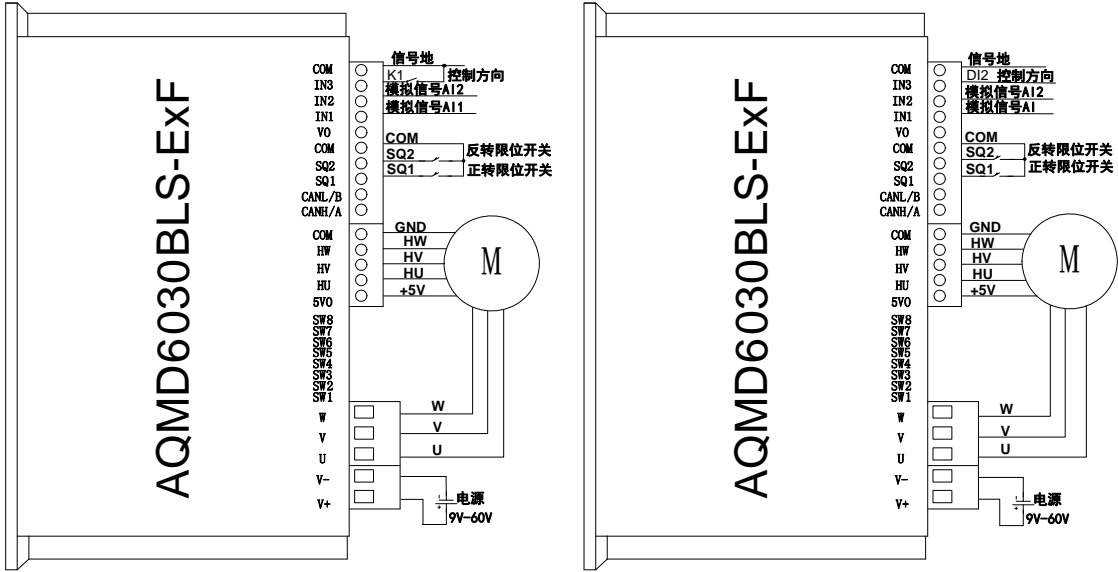 AQMD6030BLS-ExF
COM
IN3
IN2
IN1
VO
COM
SQ2
SQ1
CANL/B
CANH/A
COM
HW
HV
HU
5VO
SW8
SW7
SW6
SW5
SW4
SW3
SW2
SW1
W
V
U
V-
V+
信号地
K1 控制方向
模拟信号AI2
模拟信号AI1
COM
SQ2 反转限位开关
SQ1 正转限位开关
GND
HW
HV
HU
+5V
M
W
V
U
电源
9V-60V
AQMD6030BLS-ExF
COM
IN3
IN2
IN1
VO
COM
SQ2
SQ1
CANL/B
CANH/A
COM
HW
HV
HU
5VO
SW8
SW7
SW6
SW5
SW4
SW3
SW2
SW1
W
V
U
V-
V+
信号地
DI2 控制方向
模拟信号AI2
模拟信号AI
COM
SQ2 反转限位开关
SQ1 正转限位开关
GND
HW
HV
HU
+5V
M
W
V
U
电源
9V-60V